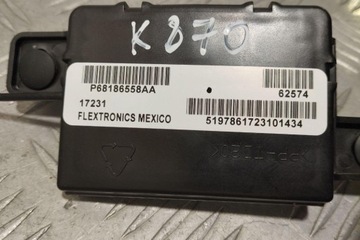 K870
P68186558AA
62574
17231
FLEXTRONICS MEXICO
5197861723101434